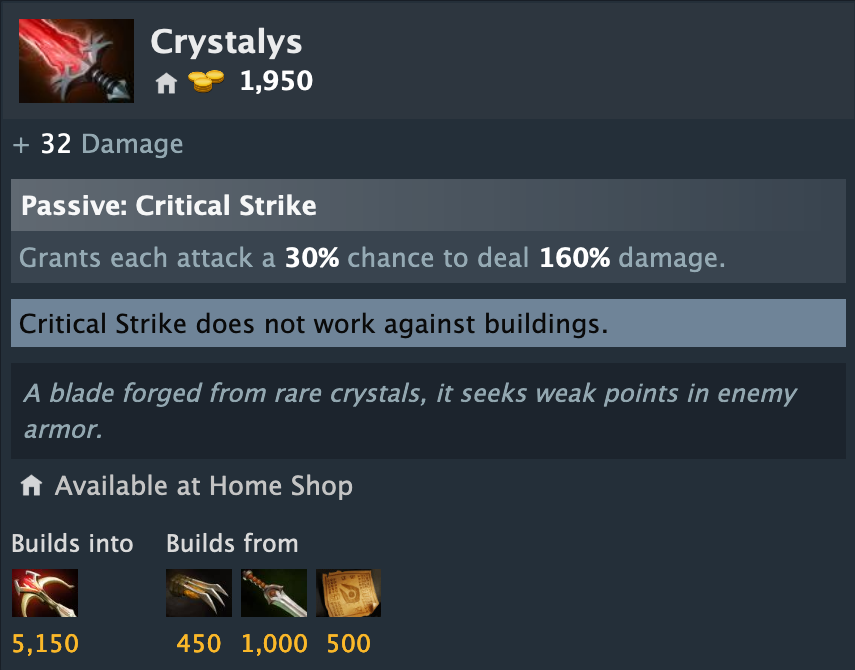 Crystalys
1,950
+ 32 Damage
Passive: Critical Strike
Grants each attack a 30% chance to deal 160% damage.
Critical Strike does not work against buildings.
A blade forged from rare crystals, it seeks weak points in enemy
armor.
Available at Home Shop
Builds into Builds from
5,150 450 1,000 500